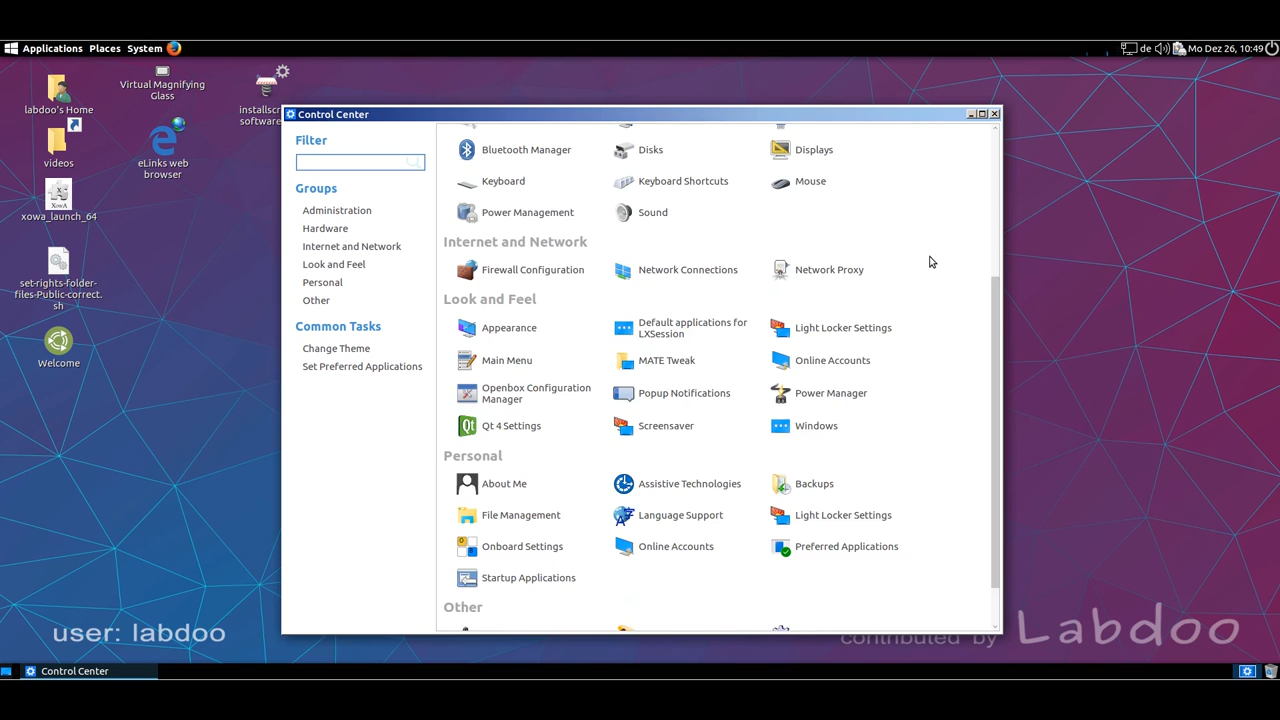 Applications Places System de Mo Dez 26, 10:49
labdoo's Home
Virtual Magnifying
Glass
installscr
software
videos
eLinks web
browser
XOWA
xowa_launch_64
set-rights-folder-
files-Public-correct.
sh
Welcome
Control Center
Filter
Groups
Administration
Hardware
Internet and Network
Look and Feel
Personal
Other
Common Tasks
Change Theme
Set Preferred Applications
Bluetooth Manager Disks Displays
Keyboard Keyboard Shortcuts Mouse
Power Management Sound
Internet and Network
Firewall Configuration Network Connections Network Proxy
Look and Feel
Appearance Default applications for
LXSession Light Locker Settings
Main Menu MATE Tweak Online Accounts
Openbox Configuration
Manager Popup Notifications Power Manager
Qt Qt 4 Settings Screensaver Windows
Personal
About Me Assistive Technologies Backups
File Management Language Support Light Locker Settings
Onboard Settings Online Accounts Preferred Applications
Startup Applications
Other
user: labdoo
contributed by Labdoo
Control Center